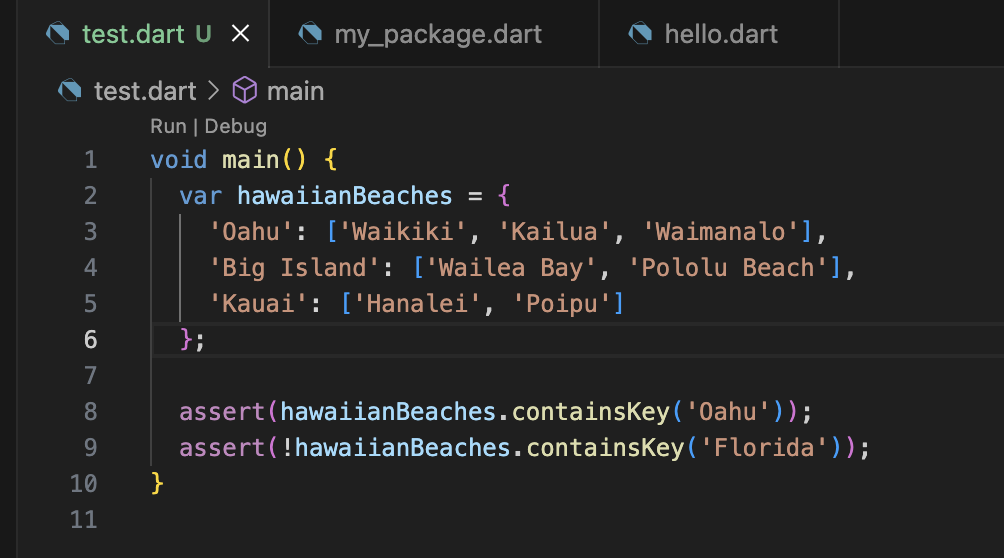 test.dart U
my_package.dart
hello.dart
test.dart > main
Run | Debug
1 void main() {
2   var hawaiianBeaches = {
3     'Oahu': ['Waikiki', 'Kailua', 'Waimanalo'],
4     'Big Island': ['Wailea Bay', 'Pololu Beach'],
5     'Kauai': ['Hanalei', 'Poipu']
6   };
7
8   assert(hawaiianBeaches.containsKey('Oahu'));
9   assert(!hawaiianBeaches.containsKey('Florida'));
10 }
11